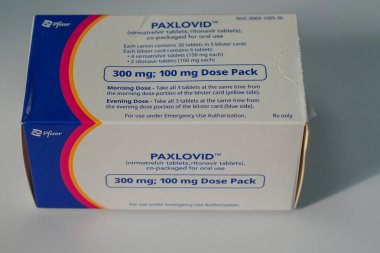 Pfizer
NDC 0069-1085-30
PAXLOVID™
(nirmatrelvir tablets; ritonavir tablets),
co-packaged for oral use
Each carton contains 30 tablets in 5 blister cards
Each blister card contains 6 tablets:
• 4 nirmatrelvir tablets (150 mg each)
• 2 ritonavir tablets (100 mg each)
300 mg; 100 mg Dose Pack
Morning Dose - Take all 3 tablets at the same time from
the morning dose portion of the blister card (yellow side).
Evening Dose - Take all 3 tablets at the same time from
the evening dose portion of the blister card (blue side).
For use under Emergency Use Authorization. Rx only
Pfizer
PAXLOVID™
(nirmatrelvir tablets; ritonavir tablets),
co-packaged for oral use
300 mg; 100 mg Dose Pack
For use under Emergency Use Authorization.